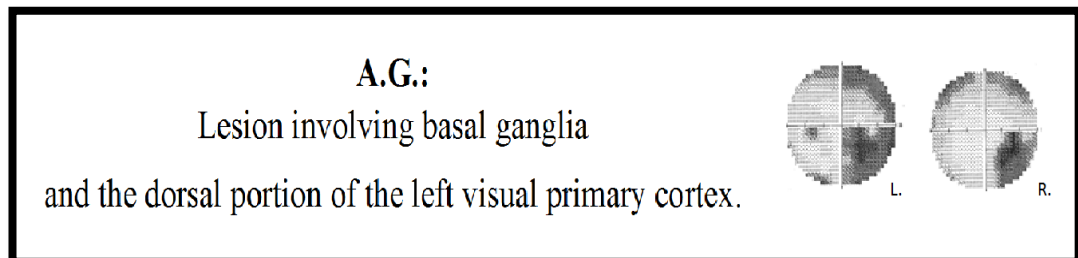 A.G.:
Lesion involving basal ganglia
and the dorsal portion of the left visual primary cortex.
L.
R.